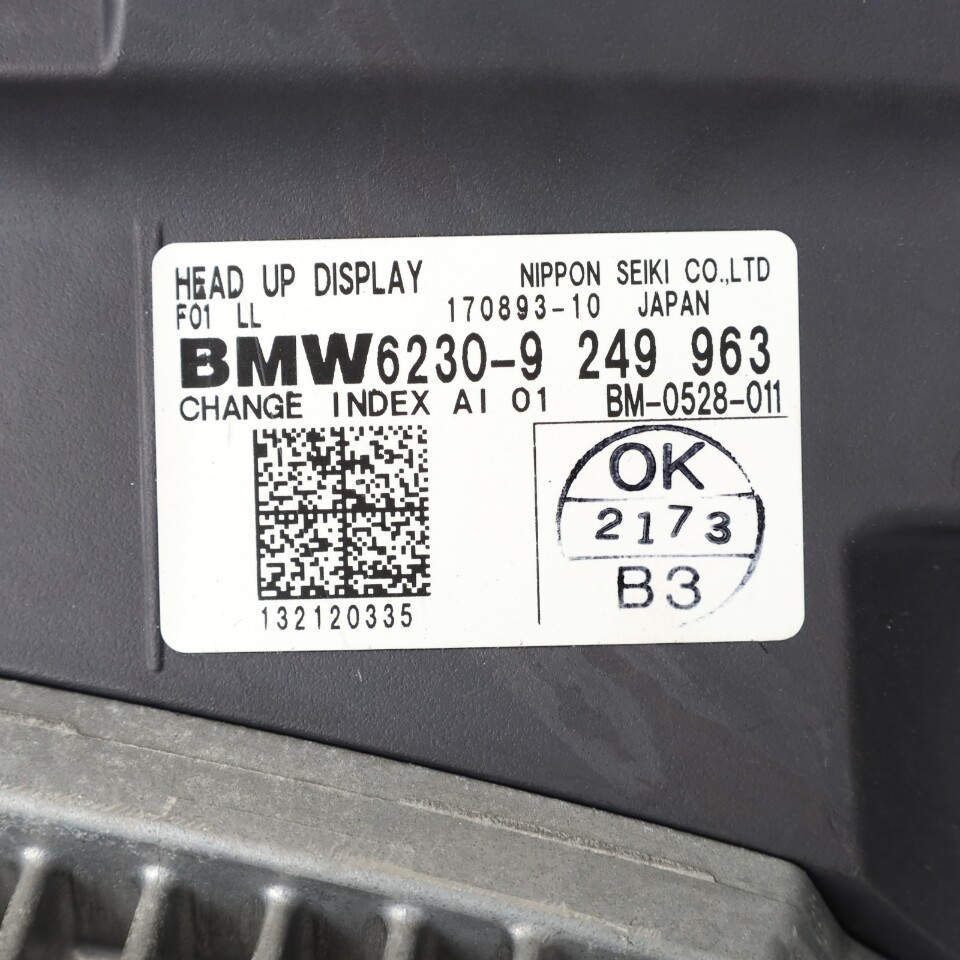 HEAD UP DISPLAY NIPPON SEIKI CO.,LTD
F01 LL 170893-10 JAPAN
BMW6230-9 249 963
CHANGE INDEX AI 01 BM-0528-011
OK
2173
B3
132120335